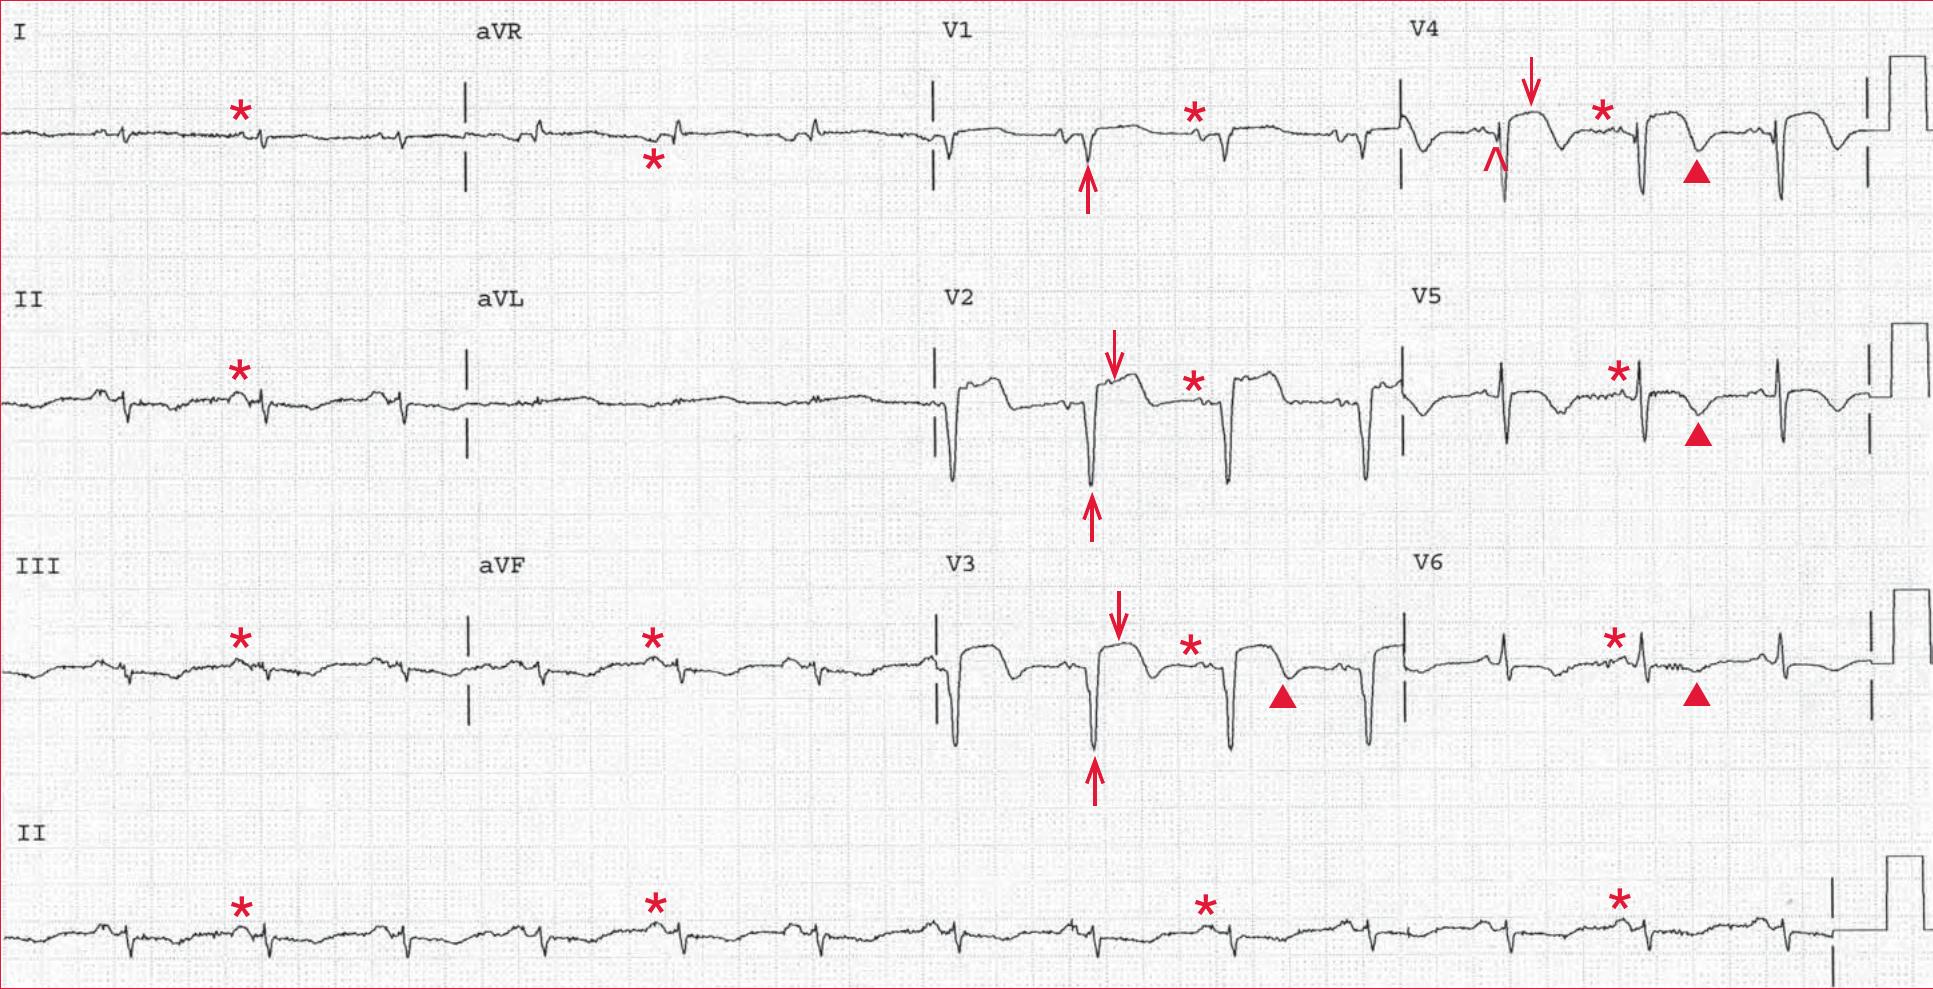 I aVR V1 V4
* * * *
II aVL V2 V5
* * *
III aVF V3 V6
* * * *
II
* * * *